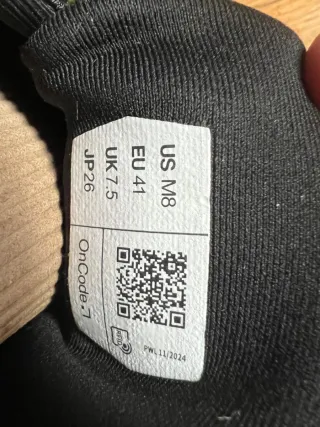 US M8
EU 41
UK 7.5
JP 26
OnCode•7
PWL11/2024